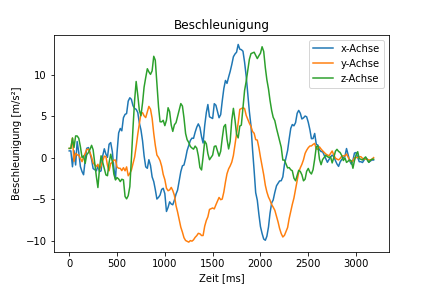 Beschleunigung
x-Achse
y-Achse
z-Achse
Beschleunigung [m/s²]
10
5
0
−5
−10
0 500 1000 1500 2000 2500 3000
Zeit [ms]